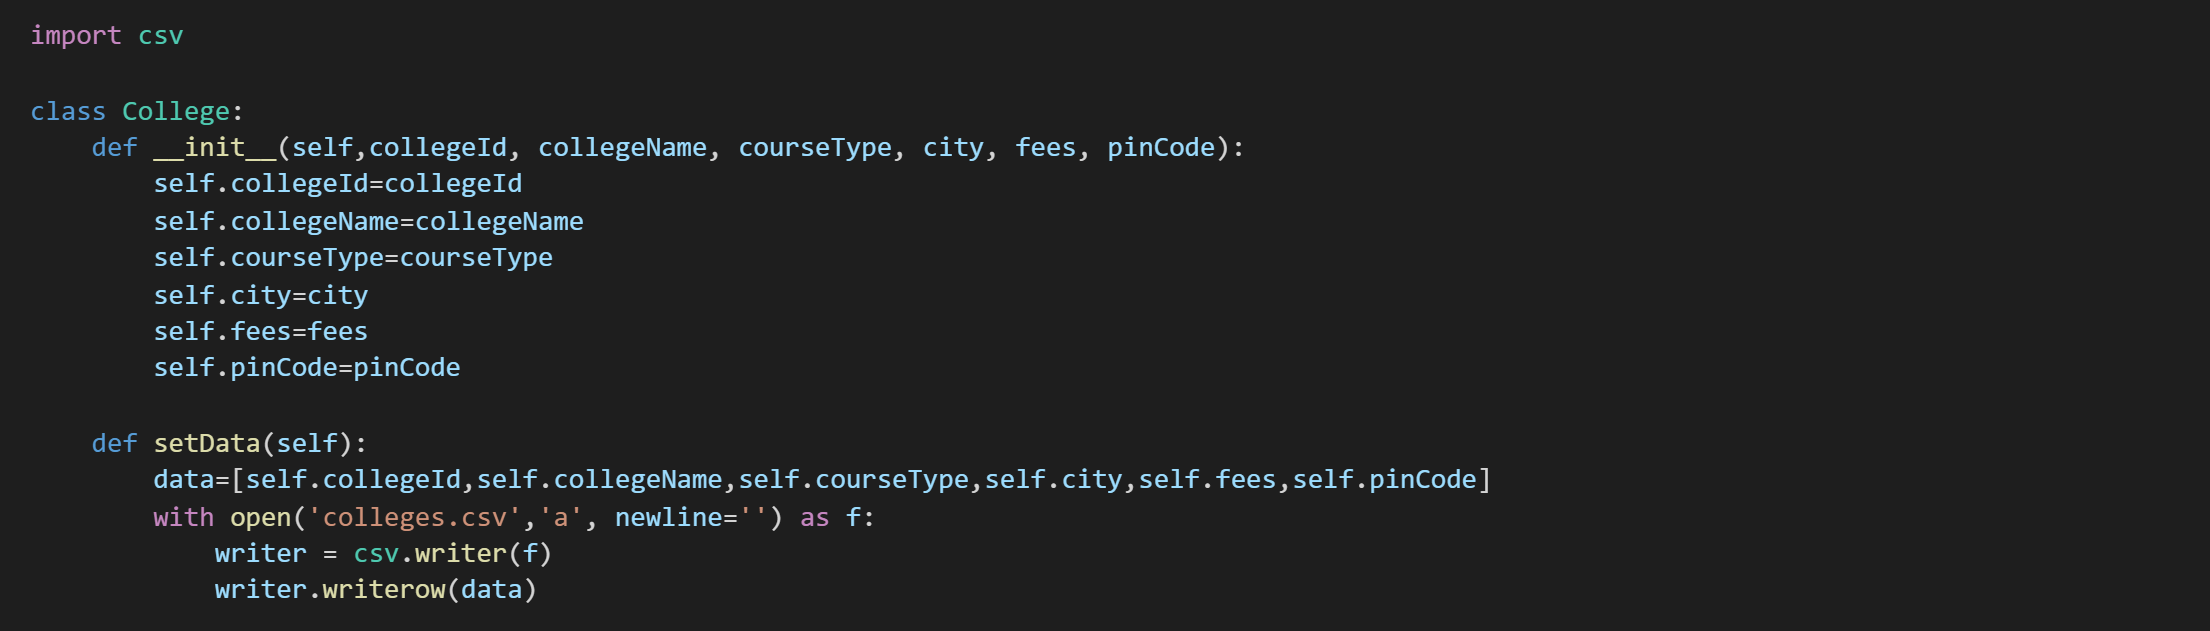 import csv
class College:
    def __init__(self,collegeId, collegeName, courseType, city, fees, pinCode):
        self.collegeId=collegeId
        self.collegeName=collegeName
        self.courseType=courseType
        self.city=city
        self.fees=fees
        self.pinCode=pinCode
    def setData(self):
        data=[self.collegeId,self.collegeName,self.courseType,self.city,self.fees,self.pinCode]
        with open('colleges.csv','a', newline='') as f:
            writer = csv.writer(f)
            writer.writerow(data)